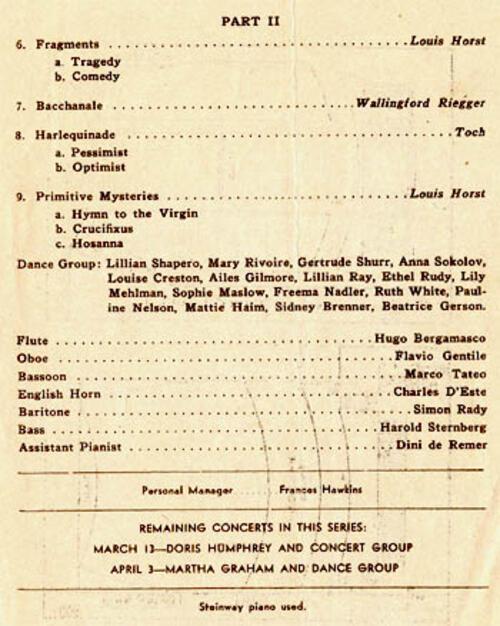 PART II
6. Fragments ........................................Louis Horst
a. Tragedy
b. Comedy
7. Bacchanale ................................Wallingford Riegger
8. Harlequinade .............................................Toch
a. Pessimist
b. Optimist
9. Primitive Mysteries ................................Louis Horst
a. Hymn to the Virgin
b. Crucifixus
c. Hosanna
Dance Group: Lillian Shapero, Mary Rivoire, Gertrude Shurr, Anna Sokolov,
Louise Creston, Ailes Gilmore, Lillian Ray, Ethel Rudy, Lily
Mehlman, Sophie Maslow, Freema Nadler, Ruth White, Paul-
ine Nelson, Mattie Haim, Sidney Brenner, Beatrice Gerson.
Flute ..........................................Hugo Bergamasco
Oboe .............................................Flavio Gentile
Bassoon ...........................................Marco Tateo
English Horn .....................................Charles D'Este
Baritone ...........................................Simon Rady
Bass ...........................................Harold Sternberg
Assistant Pianist ..................................Dini de Remer
Personal Manager ........ Frances Hawkins
REMAINING CONCERTS IN THIS SERIES:
MARCH 13—DORIS HUMPHREY AND CONCERT GROUP
APRIL 3—MARTHA GRAHAM AND DANCE GROUP
Steinway piano used.